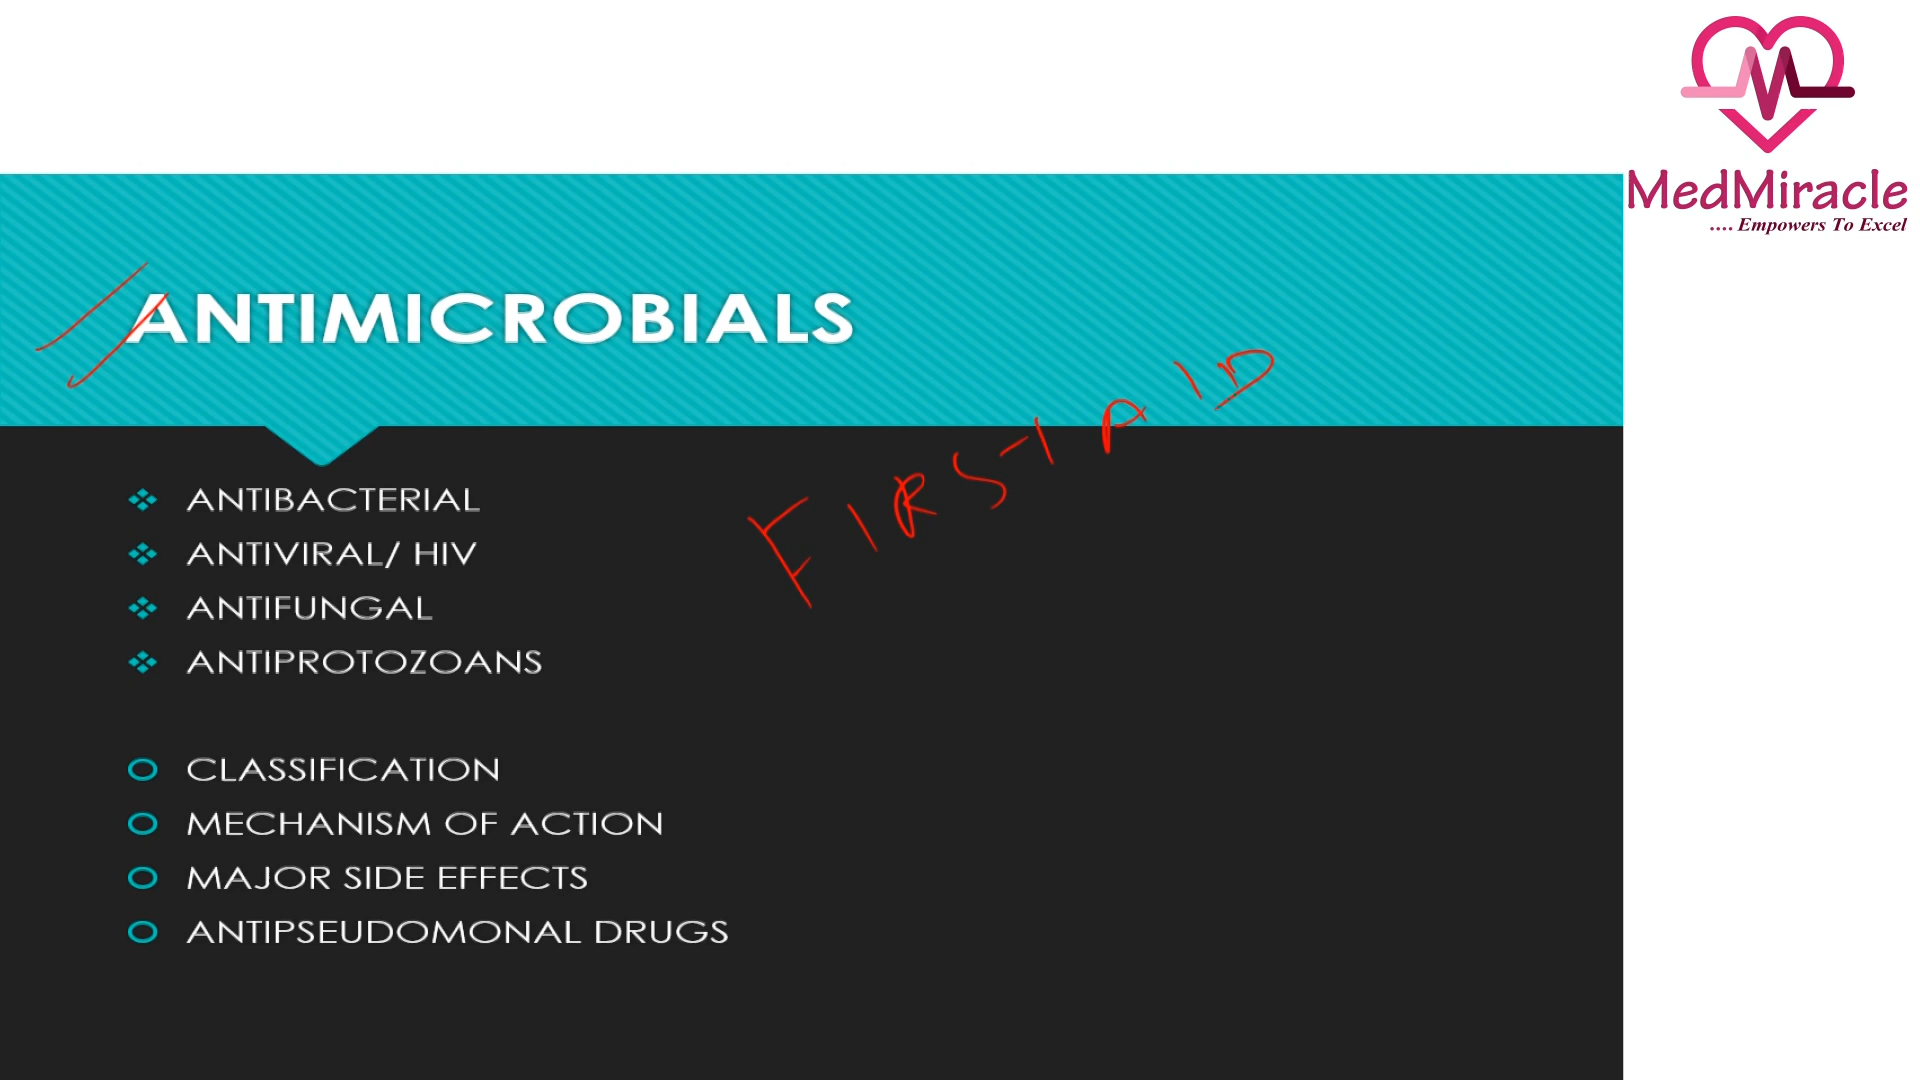 MedMiracle
.... Empowers To Excel
ANTIMICROBIALS
FIRST AID
ANTIBACTERIAL
ANTIVIRAL/ HIV
ANTIFUNGAL
ANTIPROTOZOANS
CLASSIFICATION
MECHANISM OF ACTION
MAJOR SIDE EFFECTS
ANTIPSEUDOMONAL DRUGS